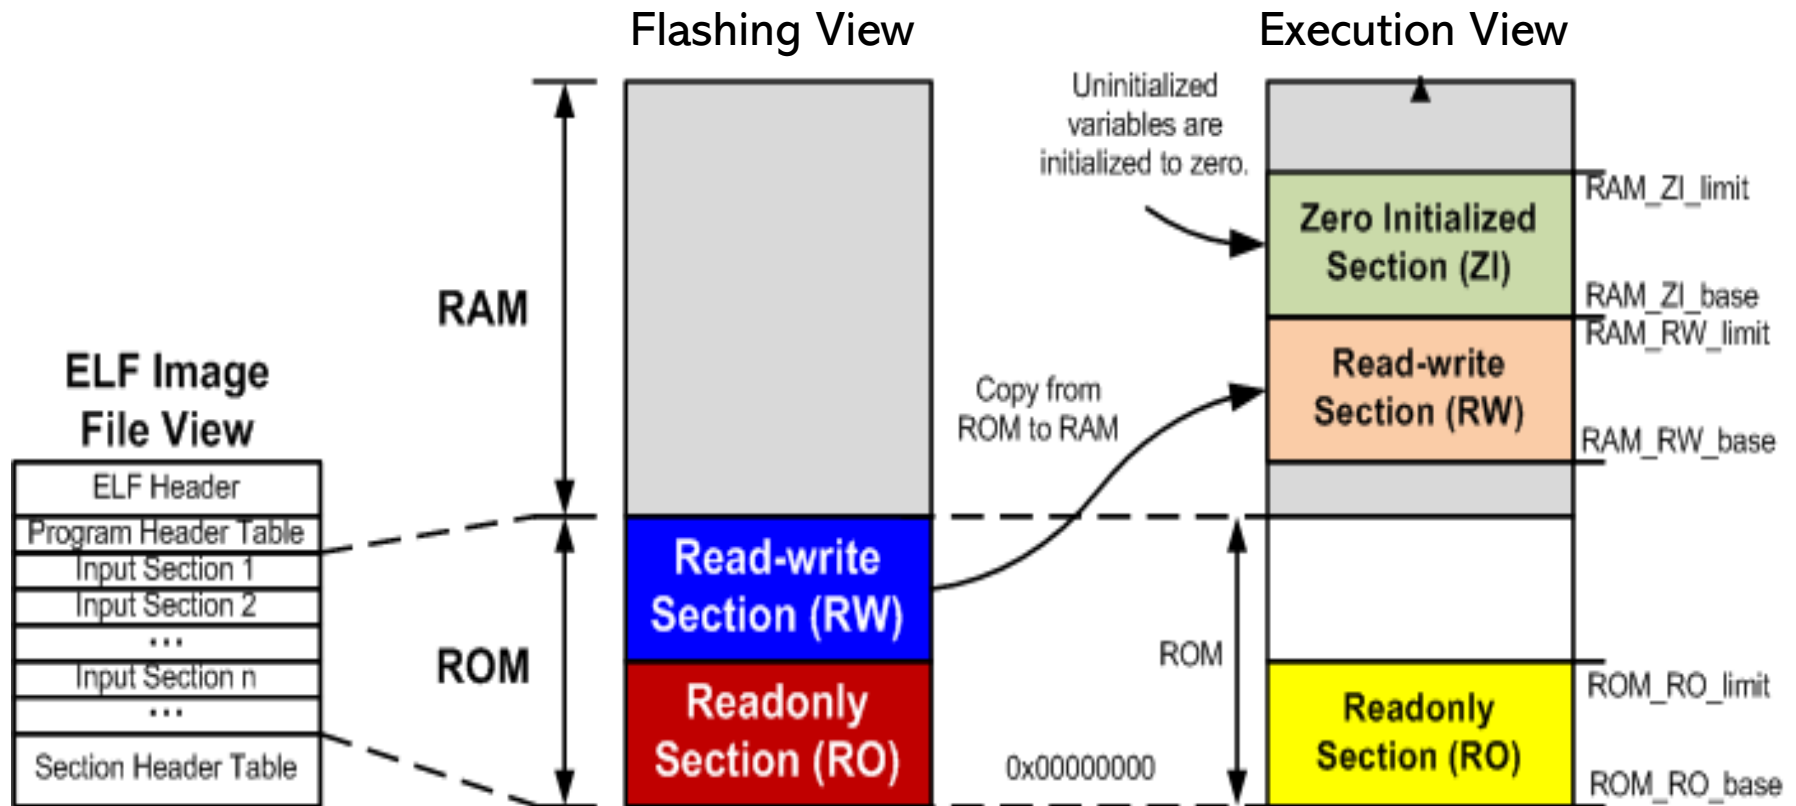 Flashing View
Execution View
Uninitialized
variables are
initialized to zero.
RAM_ZI_limit
Zero Initialized
Section (ZI)
RAM_ZI_base
RAM
RAM_RW_limit
Read-write
Section (RW)
ELF Image
File View
Copy from
ROM to RAM
RAM_RW_base
ELF Header
Program Header Table
Input Section 1
Input Section 2
...
Input Section n
...
Section Header Table
Read-write
Section (RW)
ROM
ROM
Readonly
Section (RO)
0x00000000
ROM_RO_limit
Readonly
Section (RO)
ROM_RO_base